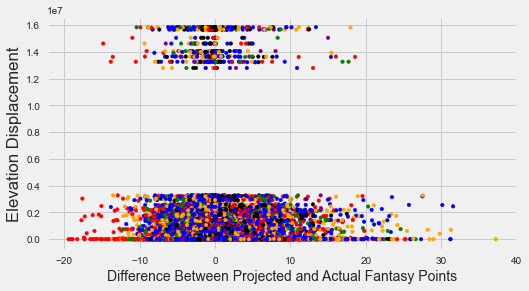 1e7
Elevation Displacement
1.6
1.4
1.2
1.0
0.8
0.6
0.4
0.2
0.0
−20 −10 0 10 20 30 40
Difference Between Projected and Actual Fantasy Points